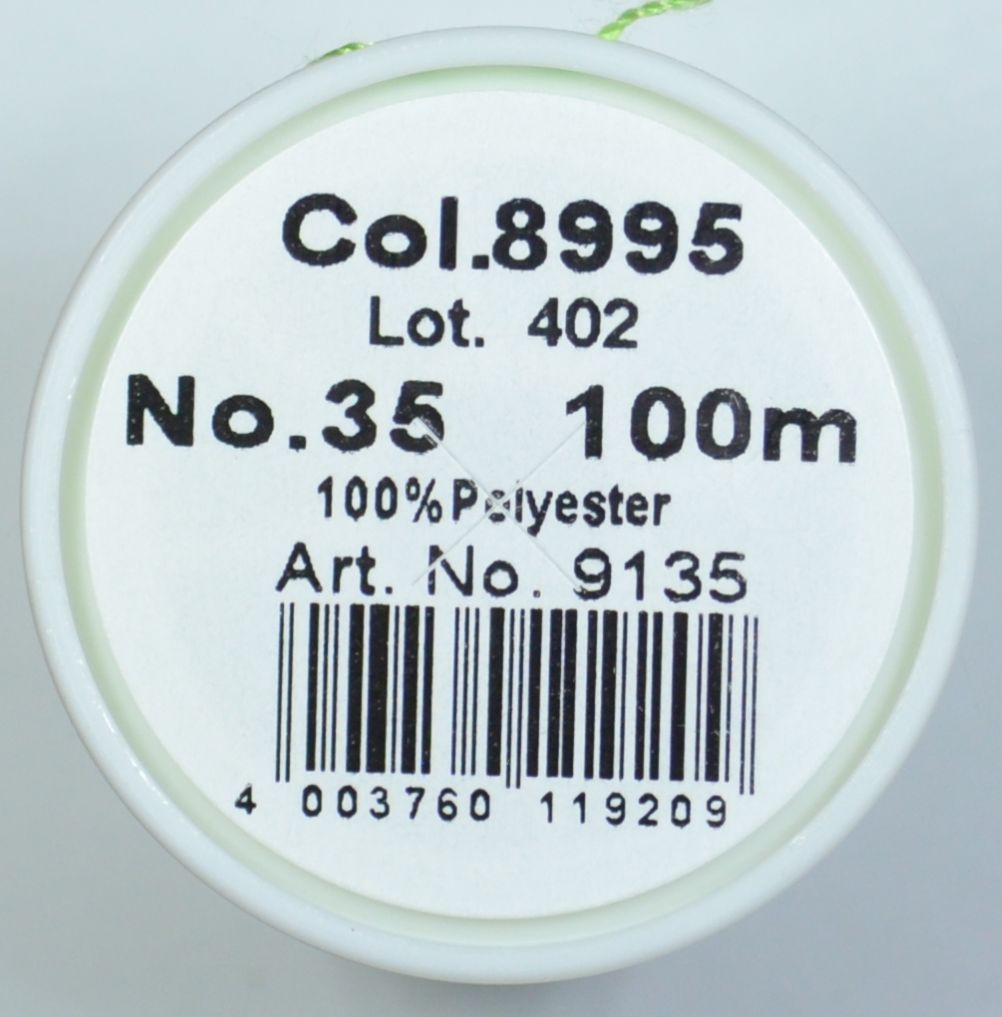 Col.8995
Lot. 402
No.35 100m
100%Polyester
Art. No. 9135
4 003760 119209